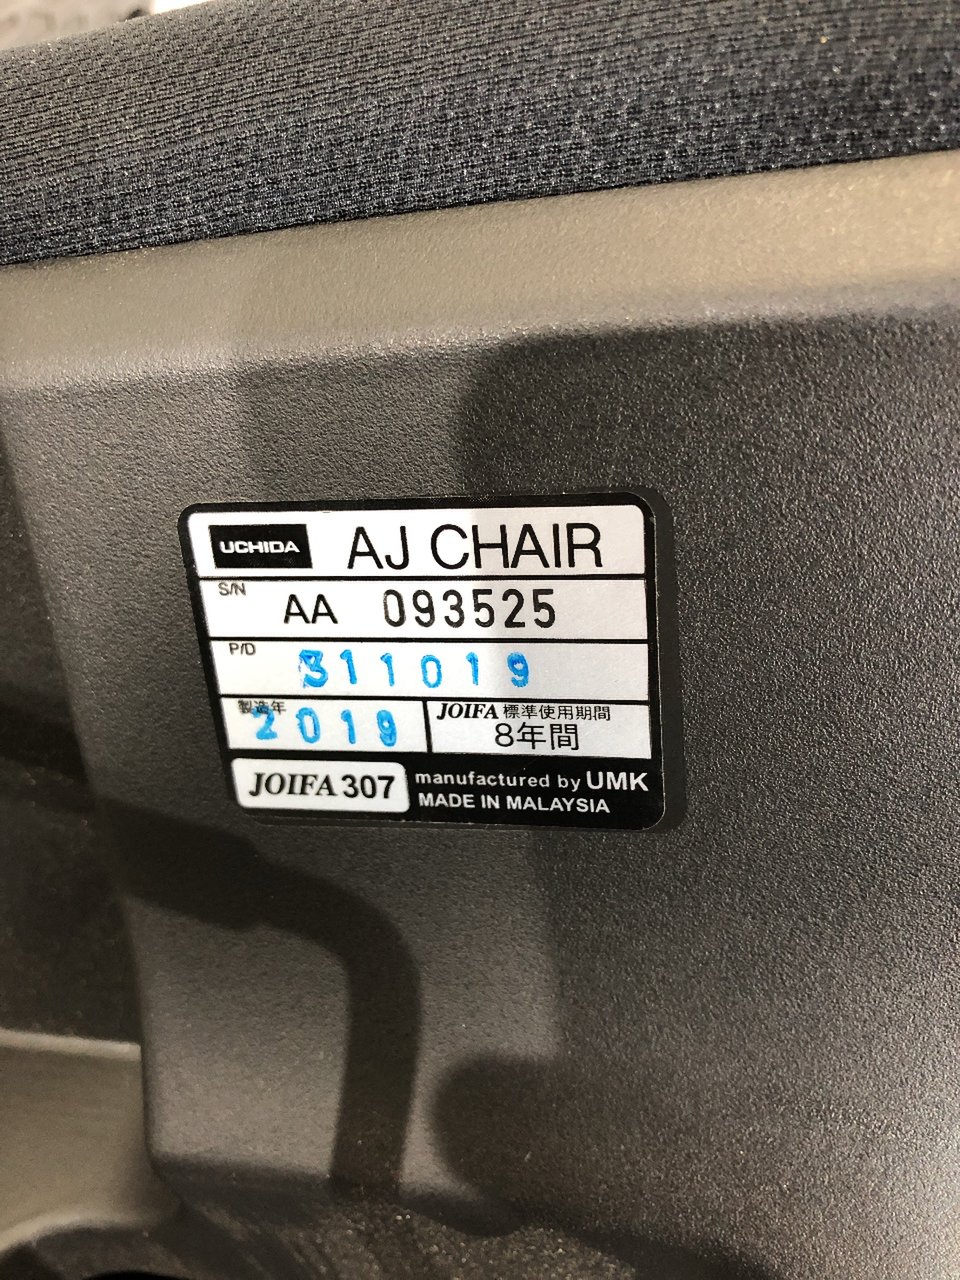 UCHIDA AJ CHAIR
S/N AA 093525
P/D 311019
製造年 2019
JOIFA 標準使用期間
8年間
JOIFA 307
manufactured by UMK
MADE IN MALAYSIA